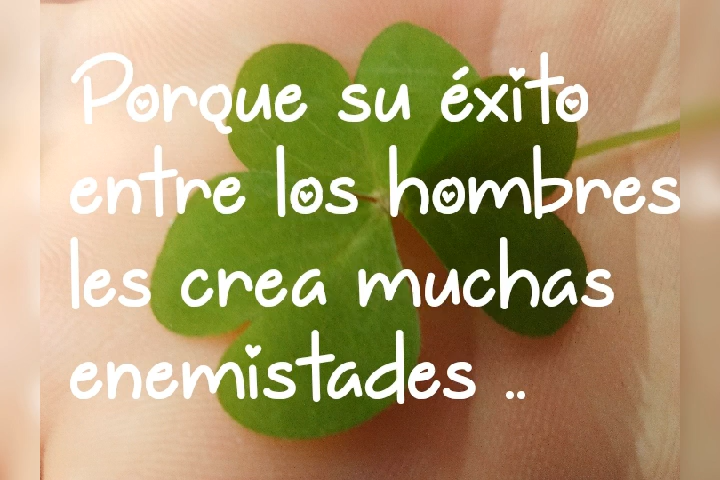 Porque su éxito
entre los hombres
les crea muchas
enemistades ..